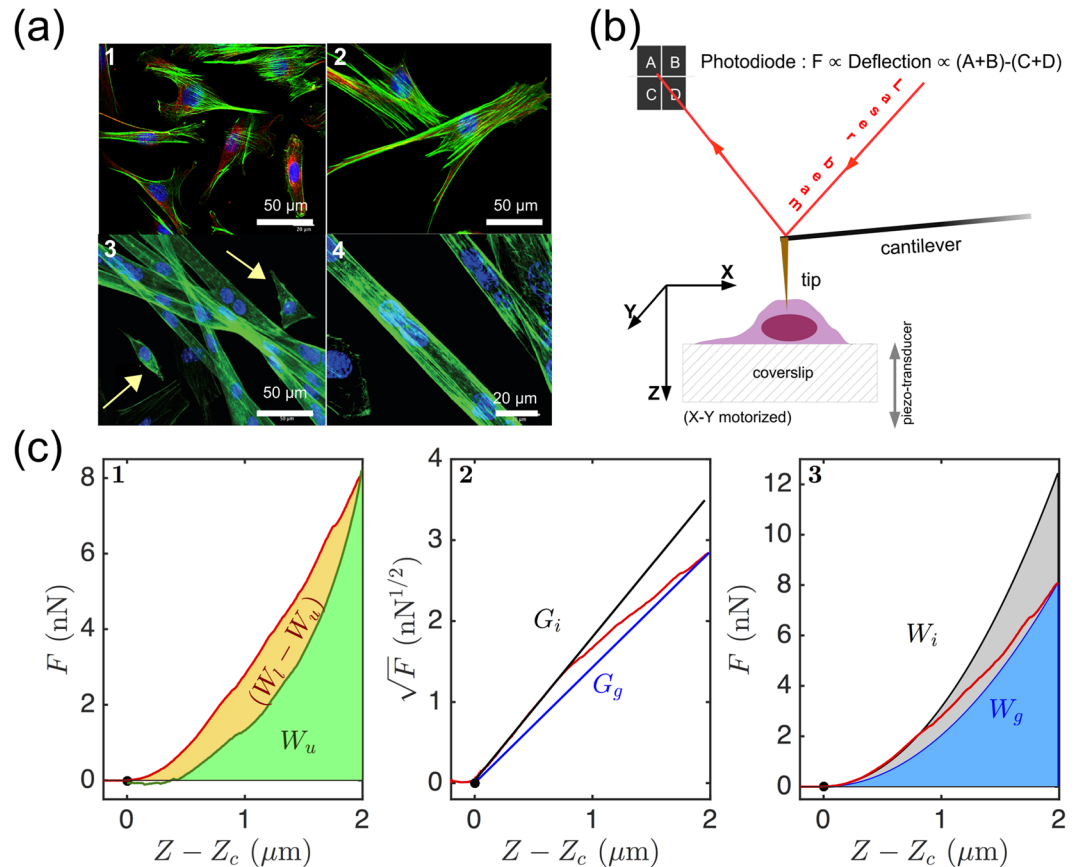 (a)
1
2
50 µm
50 µm
3
4
50 µm
20 µm
(b)
A B
C D
Photodiode : F ∝ Deflection ∝ (A+B)-(C+D)
Laser beam
cantilever
tip
X
Y
Z
coverslip
(X-Y motorized)
piezo-transducer
(c)
1
8
6
4
2
0
F (nN)
(W_l − W_u)
W_u
0 1 2
Z − Z_c (µm)
2
4
3
2
1
0
√F (nN^{1/2})
G_i
G_g
0 1 2
Z − Z_c (µm)
3
12
10
8
6
4
2
0
F (nN)
W_i
W_g
0 1 2
Z − Z_c (µm)